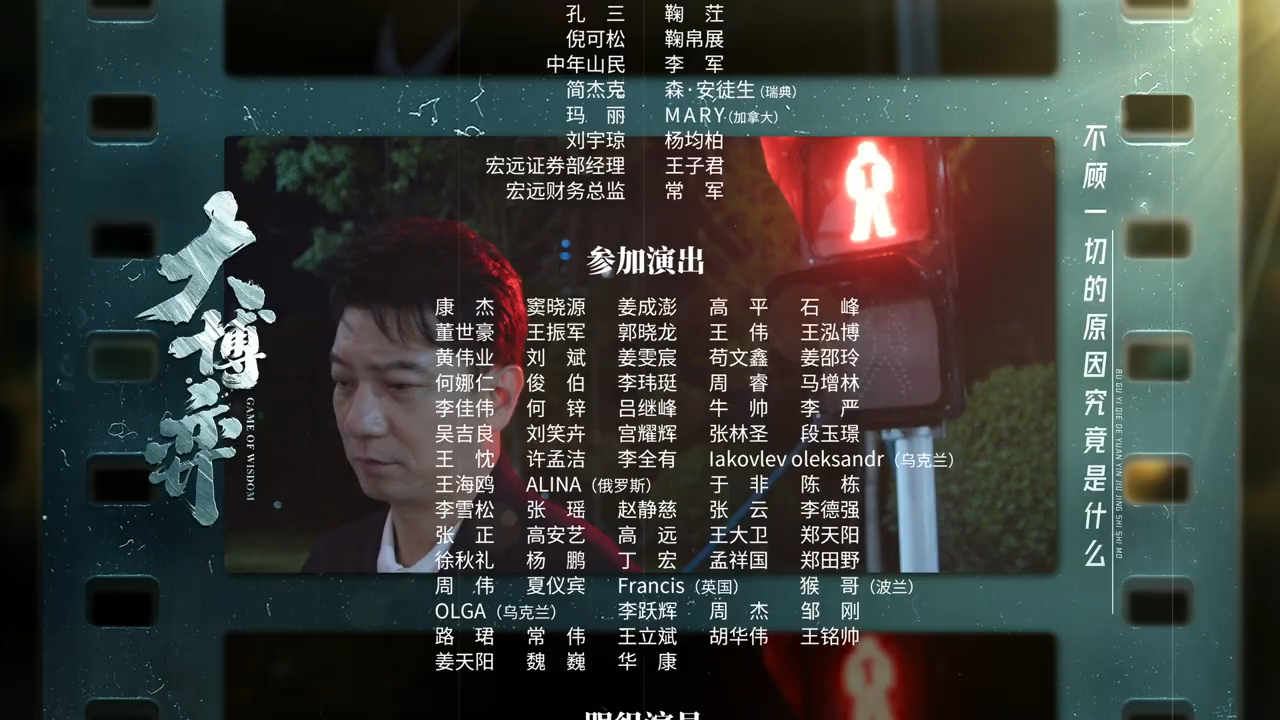 孔 三 鞠 茳
倪可松 鞠帛展
中年山民 李 军
简杰克 森·安徒生（瑞典）
玛 丽 MARY（加拿大）
刘宇琼 杨均柏
宏远证券部经理 王子君
宏远财务总监 常 军
参加演出
康 杰 窦晓源 姜成澎 高 平 石 峰
董世豪 王振军 郭晓龙 王 伟 王泓博
黄伟业 刘 斌 姜雯宸 苟文鑫 姜邵玲
何娜仁 俊 伯 李玮珽 周 睿 马增林
李佳伟 何 锌 吕继峰 牛 帅 李 严
吴吉良 刘笑卉 宫耀辉 张林圣 段玉璟
王 忱 许孟洁 李全有 Iakovlev oleksandr（乌克兰）
王海鸥 ALINA（俄罗斯） 于 非 陈 栋
李雪松 张 瑶 赵静慈 张 云 李德强
张 正 高安艺 高 远 王大卫 郑天阳
徐秋礼 杨 鹏 丁 宏 孟祥国 郑田野
周 伟 夏仪宾 Francis（英国） 猴 哥（波兰）
OLGA（乌克兰） 李跃辉 周 杰 邹 刚
路 珺 常 伟 王立斌 胡华伟 王铭帅
姜天阳 魏 巍 华 康
大博弈
GAME OF WISDOM
不顾一切的原因究竟是什么
BU GU YI QIE DE YUAN YIN JIU JING SHI SHI MO